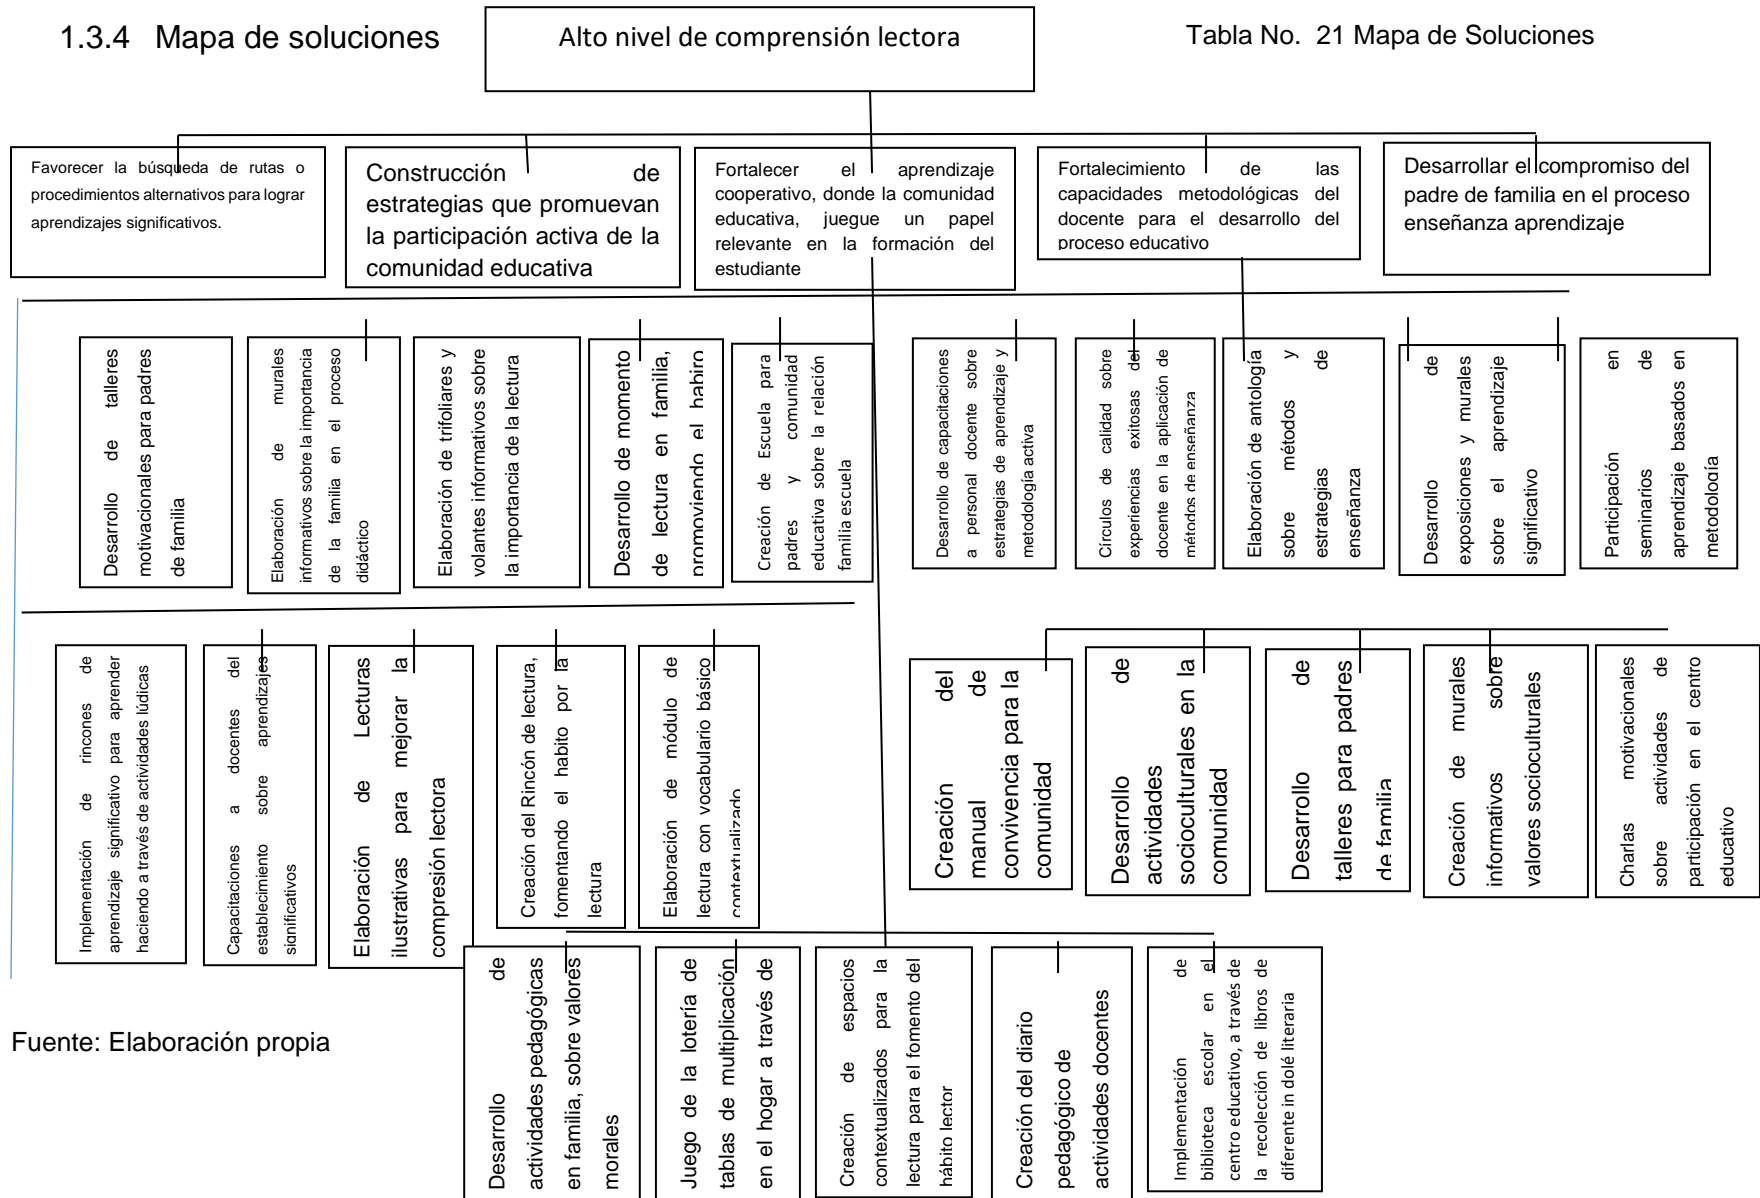 1.3.4 Mapa de soluciones
Alto nivel de comprensión lectora
Tabla No. 21 Mapa de Soluciones
Favorecer la búsqueda de rutas o
procedimientos alternativos para lograr
aprendizajes significativos.
Construcción de
estrategias que promuevan
la participación activa de la
comunidad educativa
Fortalecer el aprendizaje
cooperativo, donde la comunidad
educativa, juegue un papel
relevante en la formación del
estudiante
Fortalecimiento de las
capacidades metodológicas del
docente para el desarrollo del
proceso educativo
Desarrollar el compromiso del
padre de familia en el proceso
enseñanza aprendizaje
Desarrollo de talleres
motivacionales para padres
de familia
Elaboración de murales
informativos sobre la importancia
de la familia en el proceso
didáctico
Elaboración de trifoliares y
volantes informativos sobre
la importancia de la lectura
Desarrollo de momento
de lectura en familia,
promoviendo el habiro
Creación de Escuela para
padres y comunidad
educativa sobre la relación
familia escuela
Desarrollo de capacitaciones
a personal docente sobre
estrategias de aprendizaje y
metodología activa
Círculos de calidad sobre
experiencias exitosas del
docente en la aplicación de
métodos de enseñanza
Elaboración de antología
sobre métodos y
estrategias de
enseñanza
Desarrollo de
exposiciones y murales
sobre el aprendizaje
significativo
Participación en
seminarios de
aprendizaje basados en
metodología
Implementación de rincones de
aprendizaje significativo para aprender
haciendo a través de actividades lúdicas
Capacitaciones a docentes del
establecimiento sobre aprendizajes
significativos
Elaboración de Lecturas
ilustrativas para mejorar la
compresión lectora
Creación del Rincón de lectura,
fomentando el habito por la
lectura
Elaboración de módulo de
lectura con vocabulario básico
contextualizado
Creación del
manual de
convivencia para la
comunidad
Desarrollo de
actividades
socioculturales en la
comunidad
Desarrollo de
talleres para padres
de familia
Creación de murales
informativos sobre
valores socioculturales
Charlas motivacionales
sobre actividades de
participación en el centro
educativo
Desarrollo de
actividades pedagógicas
en familia, sobre valores
morales
Juego de la lotería de
tablas de multiplicación
en el hogar a través de
Creación de espacios
contextualizados para la
lectura para el fomento del
hábito lector
Creación del diario
pedagógico de
actividades docentes
Implementación de
biblioteca escolar en el
centro educativo, a través de
la recolección de libros de
diferente in dolé literaria
Fuente: Elaboración propia